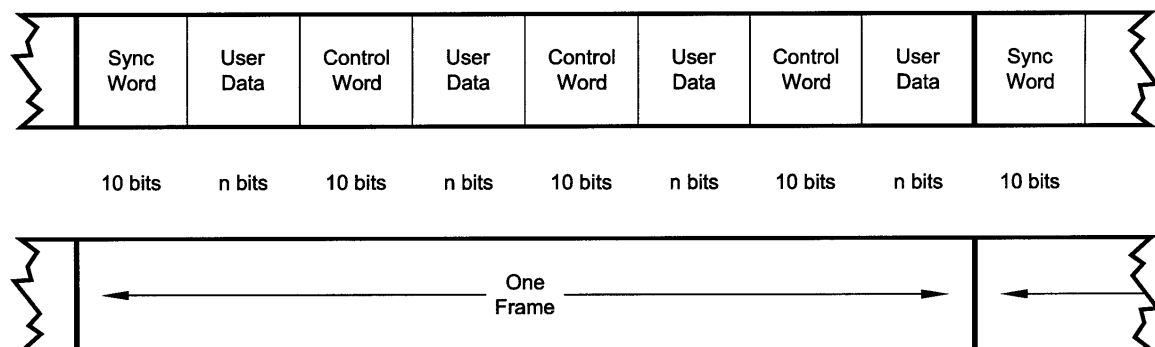 Sync Word
User Data
Control Word
User Data
Control Word
User Data
Control Word
User Data
Sync Word
10 bits
n bits
10 bits
n bits
10 bits
n bits
10 bits
n bits
10 bits
One
Frame